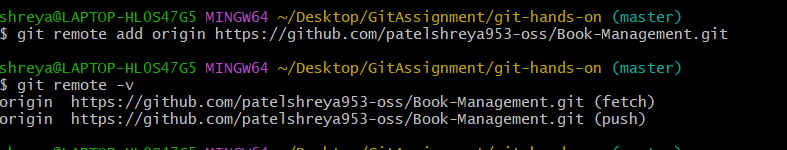 shreya@LAPTOP-HL0S47G5 MINGW64 ~/Desktop/GitAssignment/git-hands-on (master)
$ git remote add origin https://github.com/patelshreya953-oss/Book-Management.git
shreya@LAPTOP-HL0S47G5 MINGW64 ~/Desktop/GitAssignment/git-hands-on (master)
$ git remote -v
origin  https://github.com/patelshreya953-oss/Book-Management.git (fetch)
origin  https://github.com/patelshreya953-oss/Book-Management.git (push)